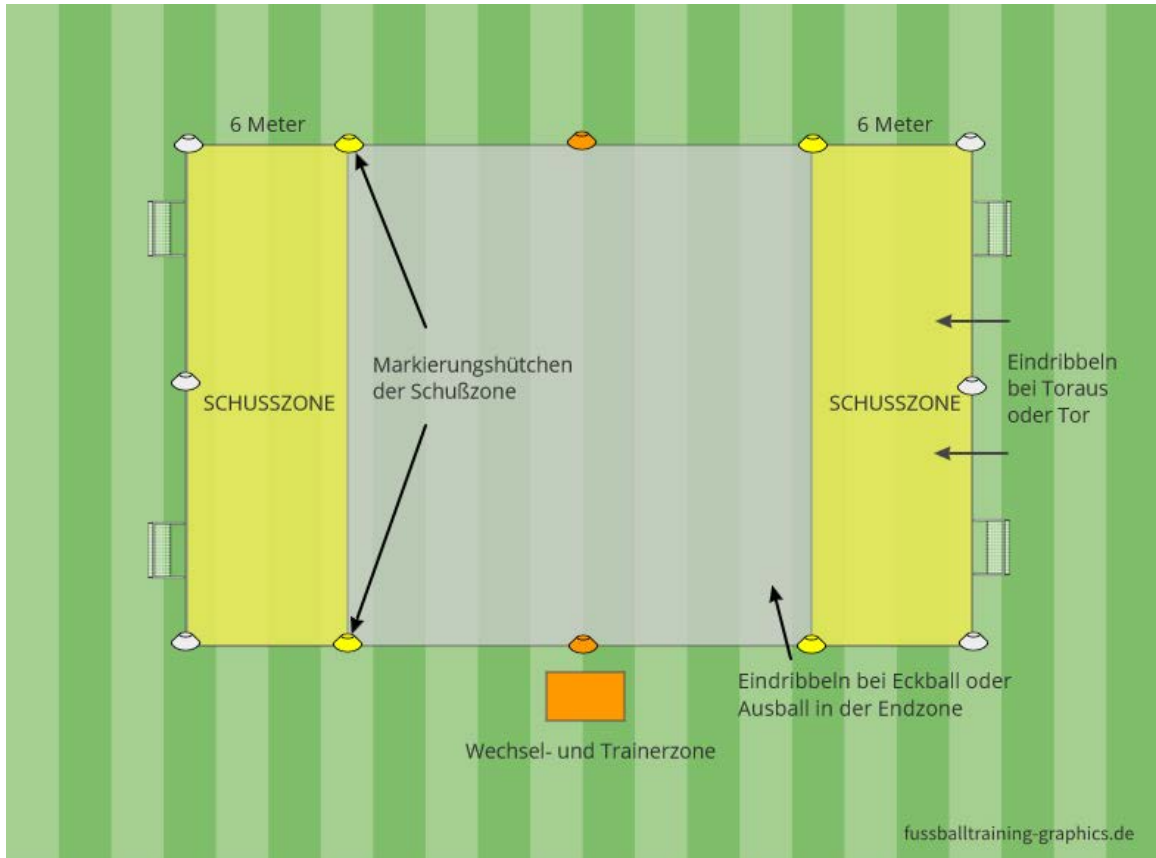 6 Meter
6 Meter
Markierungshütchen
der Schußzone
SCHUSSZONE
SCHUSSZONE
Eindribbeln
bei Toraus
oder Tor
Eindribbeln bei Eckball oder
Ausball in der Endzone
Wechsel- und Trainerzone
fussballtraining-graphics.de